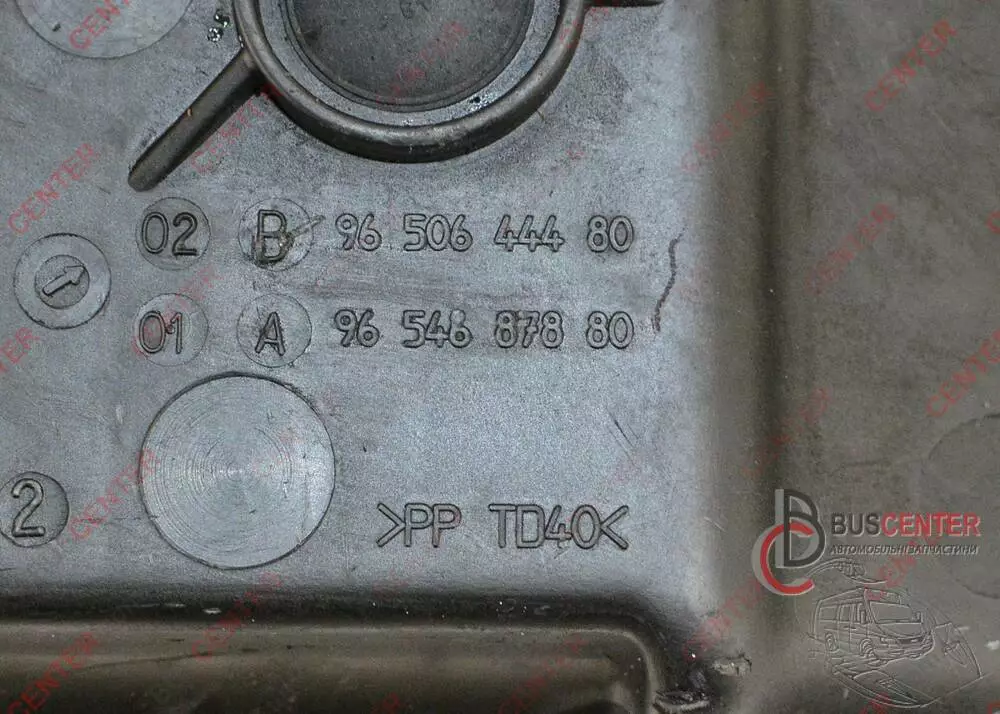 02 B 96 506 444 80
01 A 96 546 878 80
2
>PP TD40<
BUSCENTER
АВТОМОБІЛЬНІ ЗАПЧАСТИНИ